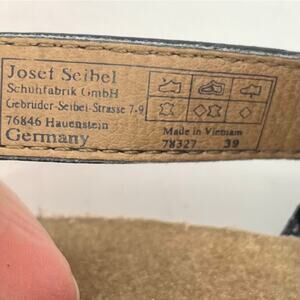 Josef Seibel
Schuhfabrik GmbH
Gebrüder-Seibel-Strasse 7-9
76846 Hauenstein
Germany
Made in Vietnam
78327 39